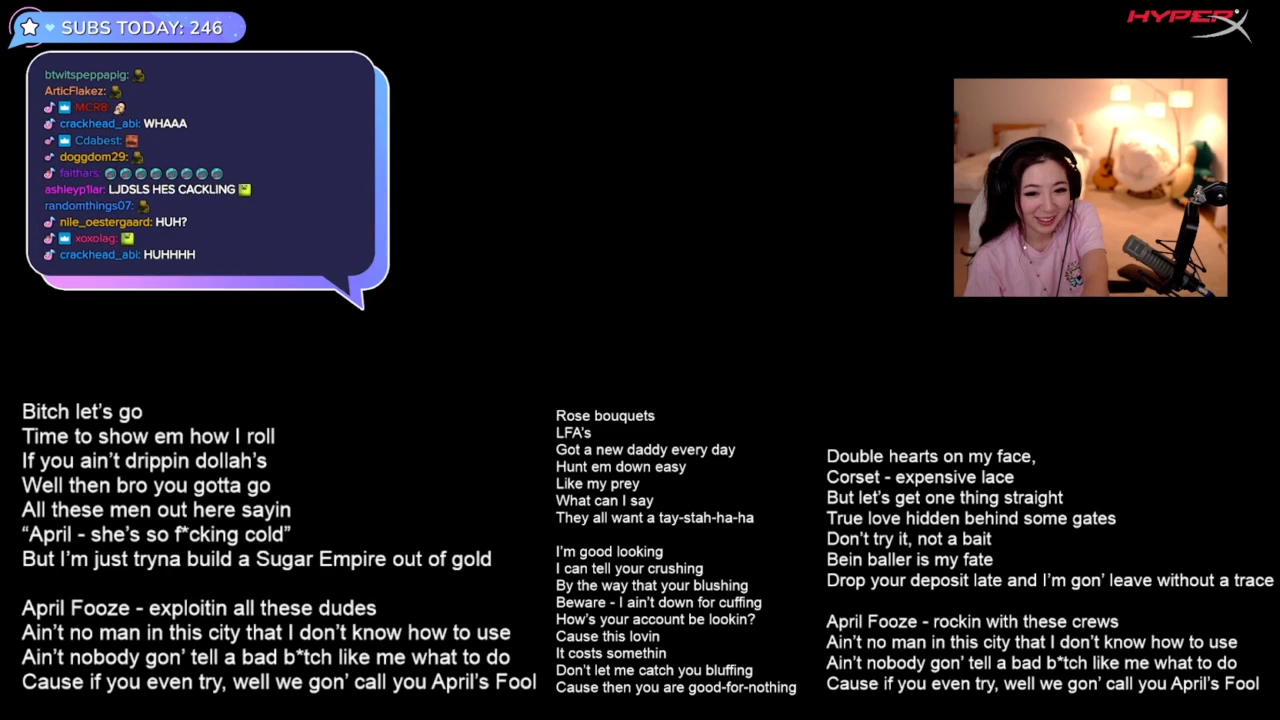 SUBS TODAY: 246
HYPERX
btwitspeppapig:
ArticFlakez:
MCR8:
crackhead_abi: WHAAA
Cdabest:
doggdom29:
faithars:
ashleyp1lar: LJDSLS HES CACKLING
randomthings07:
nile_oestergaard: HUH?
xoxolag:
crackhead_abi: HUHHHH
Bitch let's go
Time to show em how I roll
If you ain't drippin dollah's
Well then bro you gotta go
All these men out here sayin
“April - she's so f*cking cold”
But I'm just tryna build a Sugar Empire out of gold
April Fooze - exploitin all these dudes
Ain't no man in this city that I don't know how to use
Ain't nobody gon' tell a bad b*tch like me what to do
Cause if you even try, well we gon' call you April's Fool
Rose bouquets
LFA's
Got a new daddy every day
Hunt em down easy
Like my prey
What can I say
They all want a tay-stah-ha-ha
I'm good looking
I can tell your crushing
By the way that your blushing
Beware - I ain't down for cuffing
How's your account be lookin?
Cause this lovin
It costs somethin
Don't let me catch you bluffing
Cause then you are good-for-nothing
Double hearts on my face,
Corset - expensive lace
But let's get one thing straight
True love hidden behind some gates
Don't try it, not a bait
Bein baller is my fate
Drop your deposit late and I'm gon' leave without a trace
April Fooze - rockin with these crews
Ain't no man in this city that I don't know how to use
Ain't nobody gon' tell a bad b*tch like me what to do
Cause if you even try, well we gon' call you April's Fool